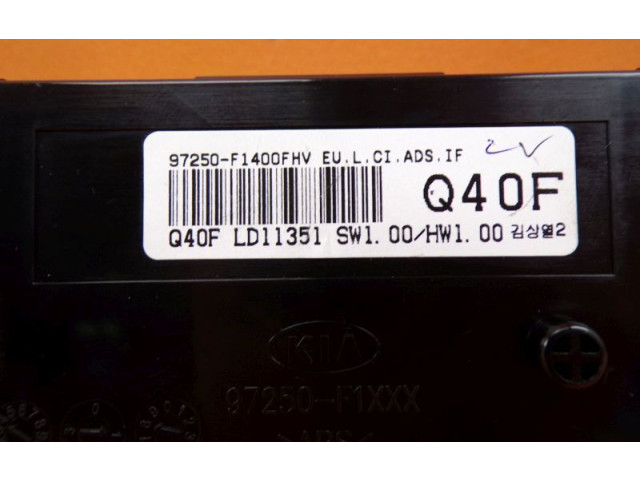 97250-F1400FHV EU.L.CI.ADS.IF
Q40F
Q40F LD11351 SW1.00/HW1.00 김상열2
KIA
97250-F1XXX